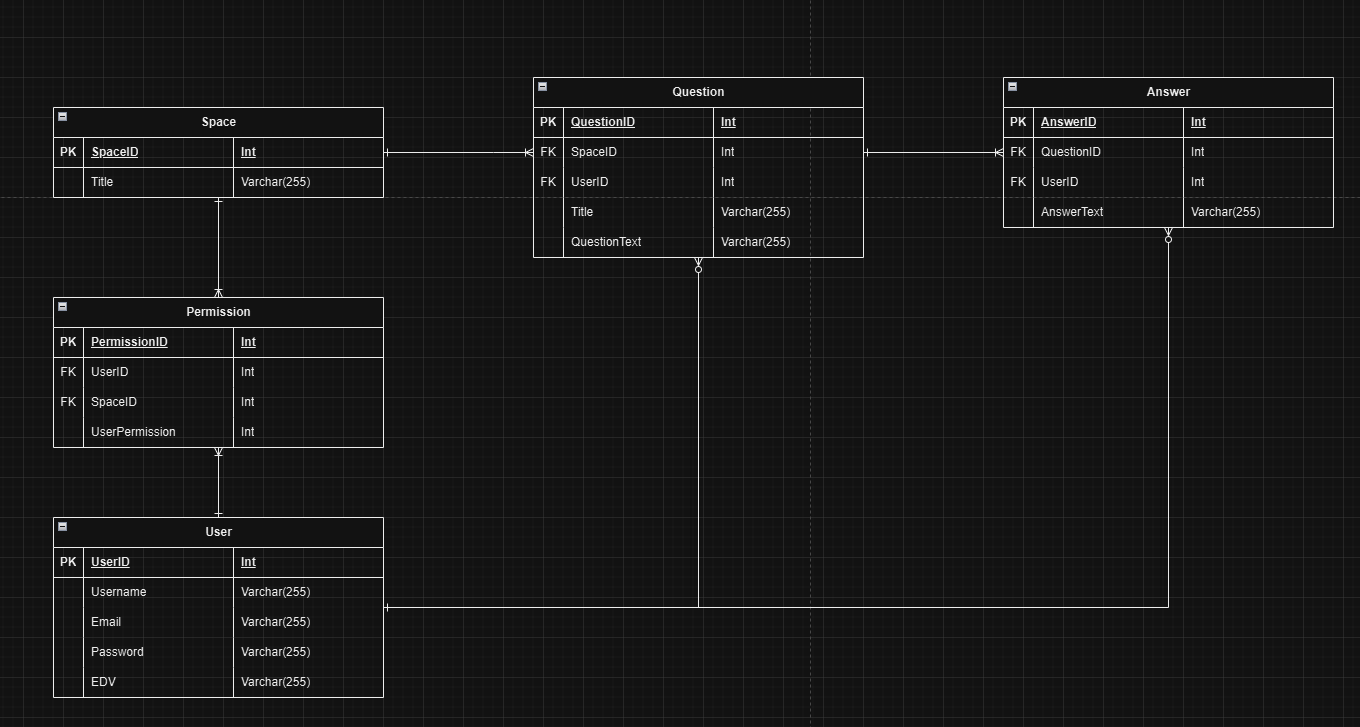 Space
PK SpaceID Int
Title Varchar(255)
Question
PK QuestionID Int
FK SpaceID Int
FK UserID Int
Title Varchar(255)
QuestionText Varchar(255)
Answer
PK AnswerID Int
FK QuestionID Int
FK UserID Int
AnswerText Varchar(255)
Permission
PK PermissionID Int
FK UserID Int
FK SpaceID Int
UserPermission Int
User
PK UserID Int
Username Varchar(255)
Email Varchar(255)
Password Varchar(255)
EDV Varchar(255)